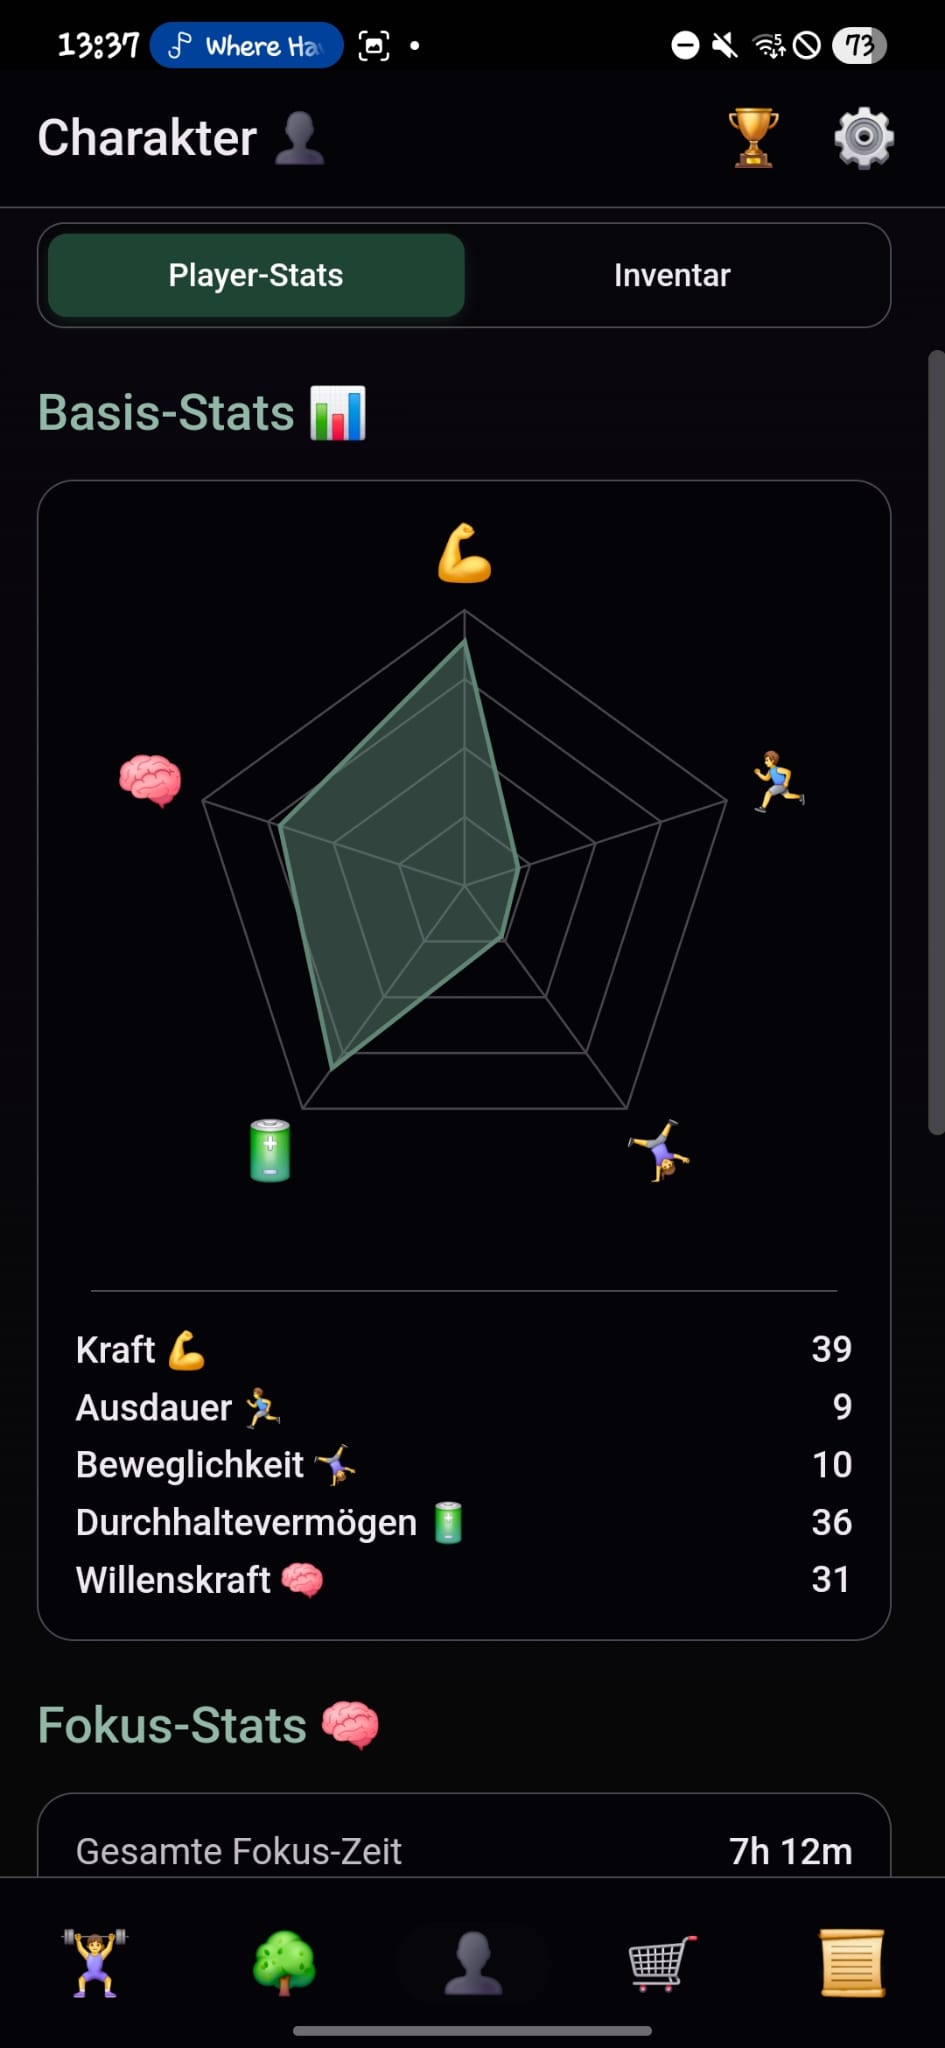 13:37 Where Ha 5 73
Charakter
Player-Stats Inventar
Basis-Stats
Kraft 39
Ausdauer 9
Beweglichkeit 10
Durchhaltevermögen 36
Willenskraft 31
Fokus-Stats
Gesamte Fokus-Zeit 7h 12m